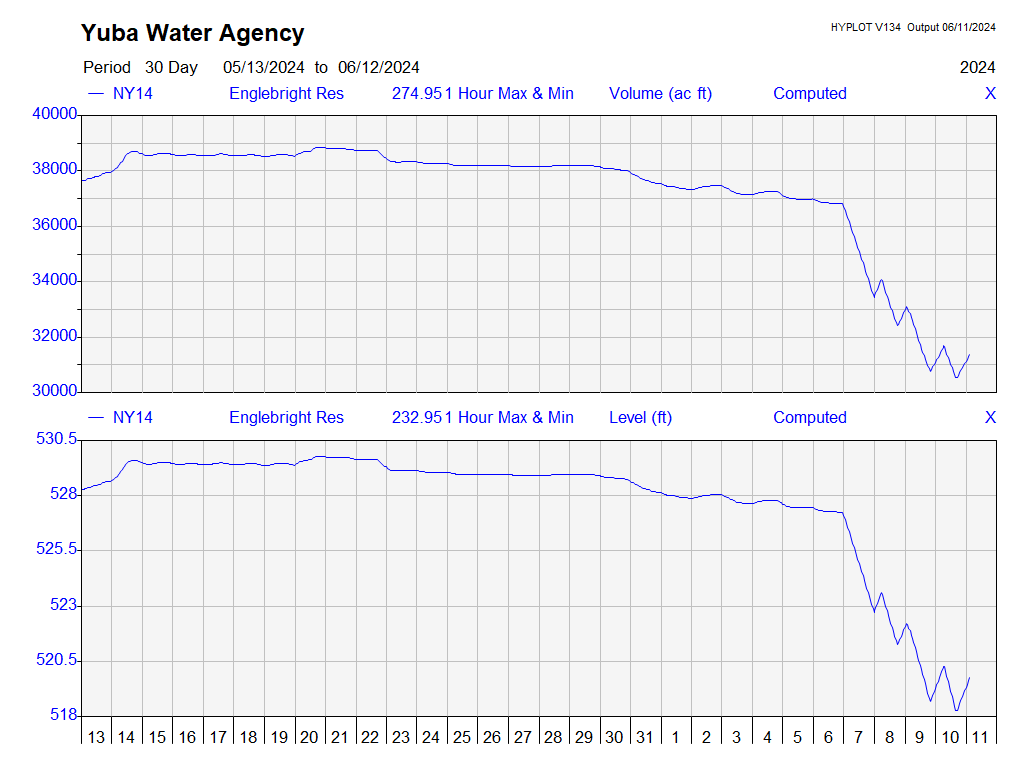 Yuba Water Agency
HYPLOT V134 Output 06/11/2024
Period 30 Day 05/13/2024 to 06/12/2024 2024
NY14 Englebright Res 274.951 Hour Max & Min Volume (ac ft) Computed X
40000
38000
36000
34000
32000
30000
NY14 Englebright Res 232.951 Hour Max & Min Level (ft) Computed X
530.5
528
525.5
523
520.5
518
13 14 15 16 17 18 19 20 21 22 23 24 25 26 27 28 29 30 31 1 2 3 4 5 6 7 8 9 10 11